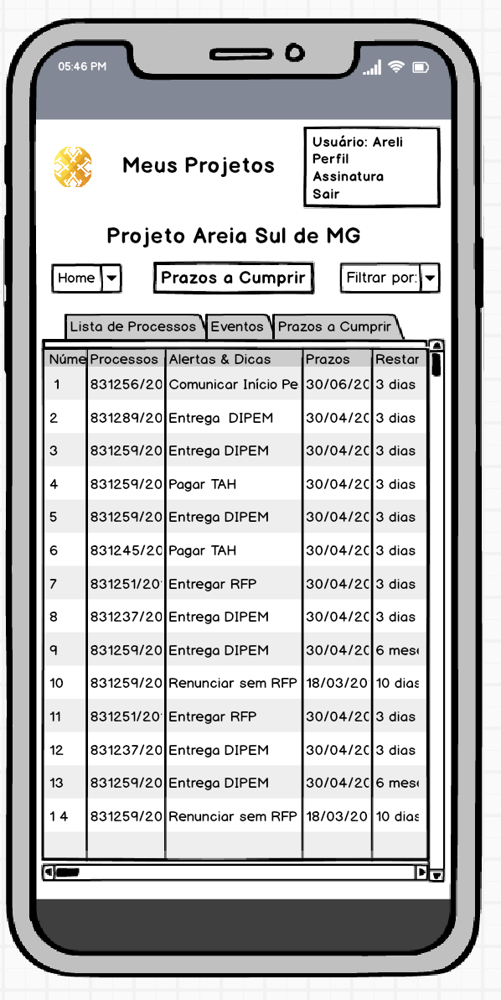 05:46 PM
Meus Projetos
Usuário: Areli
Perfil
Assinatura
Sair
Projeto Areia Sul de MG
Home
Prazos a Cumprir
Filtrar por:
Lista de Processos Eventos Prazos a Cumprir
Núme Processos Alertas & Dicas Prazos Restar
1 831256/20 Comunicar Início Pe 30/06/20 3 dias
2 831289/20 Entrega DIPEM 30/04/20 3 dias
3 831259/20 Entrega DIPEM 30/04/20 3 dias
4 831259/20 Pagar TAH 30/04/20 3 dias
5 831259/20 Entrega DIPEM 30/04/20 3 dias
6 831245/20 Pagar TAH 30/04/20 3 dias
7 831251/20 Entregar RFP 30/04/20 3 dias
8 831237/20 Entrega DIPEM 30/04/20 3 dias
9 831259/20 Entrega DIPEM 30/04/20 6 mese
10 831259/20 Renunciar sem RFP 18/03/20 10 dias
11 831251/20 Entregar RFP 30/04/20 3 dias
12 831237/20 Entrega DIPEM 30/04/20 3 dias
13 831259/20 Entrega DIPEM 30/04/20 6 mese
1 4 831259/20 Renunciar sem RFP 18/03/20 10 dias